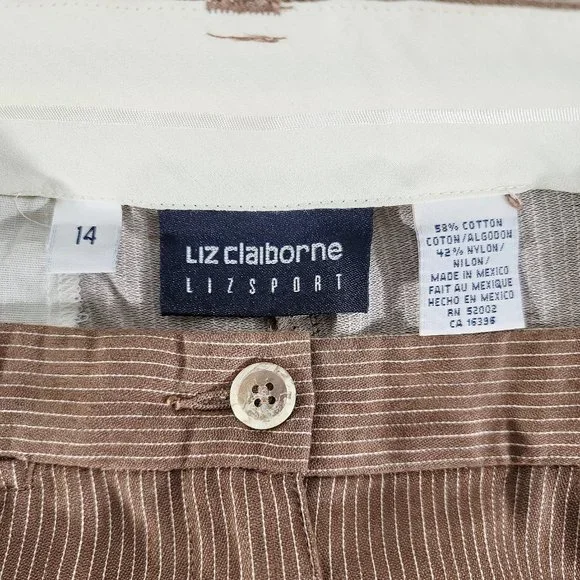 14
LIZ claiborne
LIZSPORT
58% COTTON
COTON/ALGODON
42% NYLON/
NILON/
MADE IN MEXICO
FAIT AU MEXIQUE
HECHO EN MEXICO
RN 52002
CA 16396